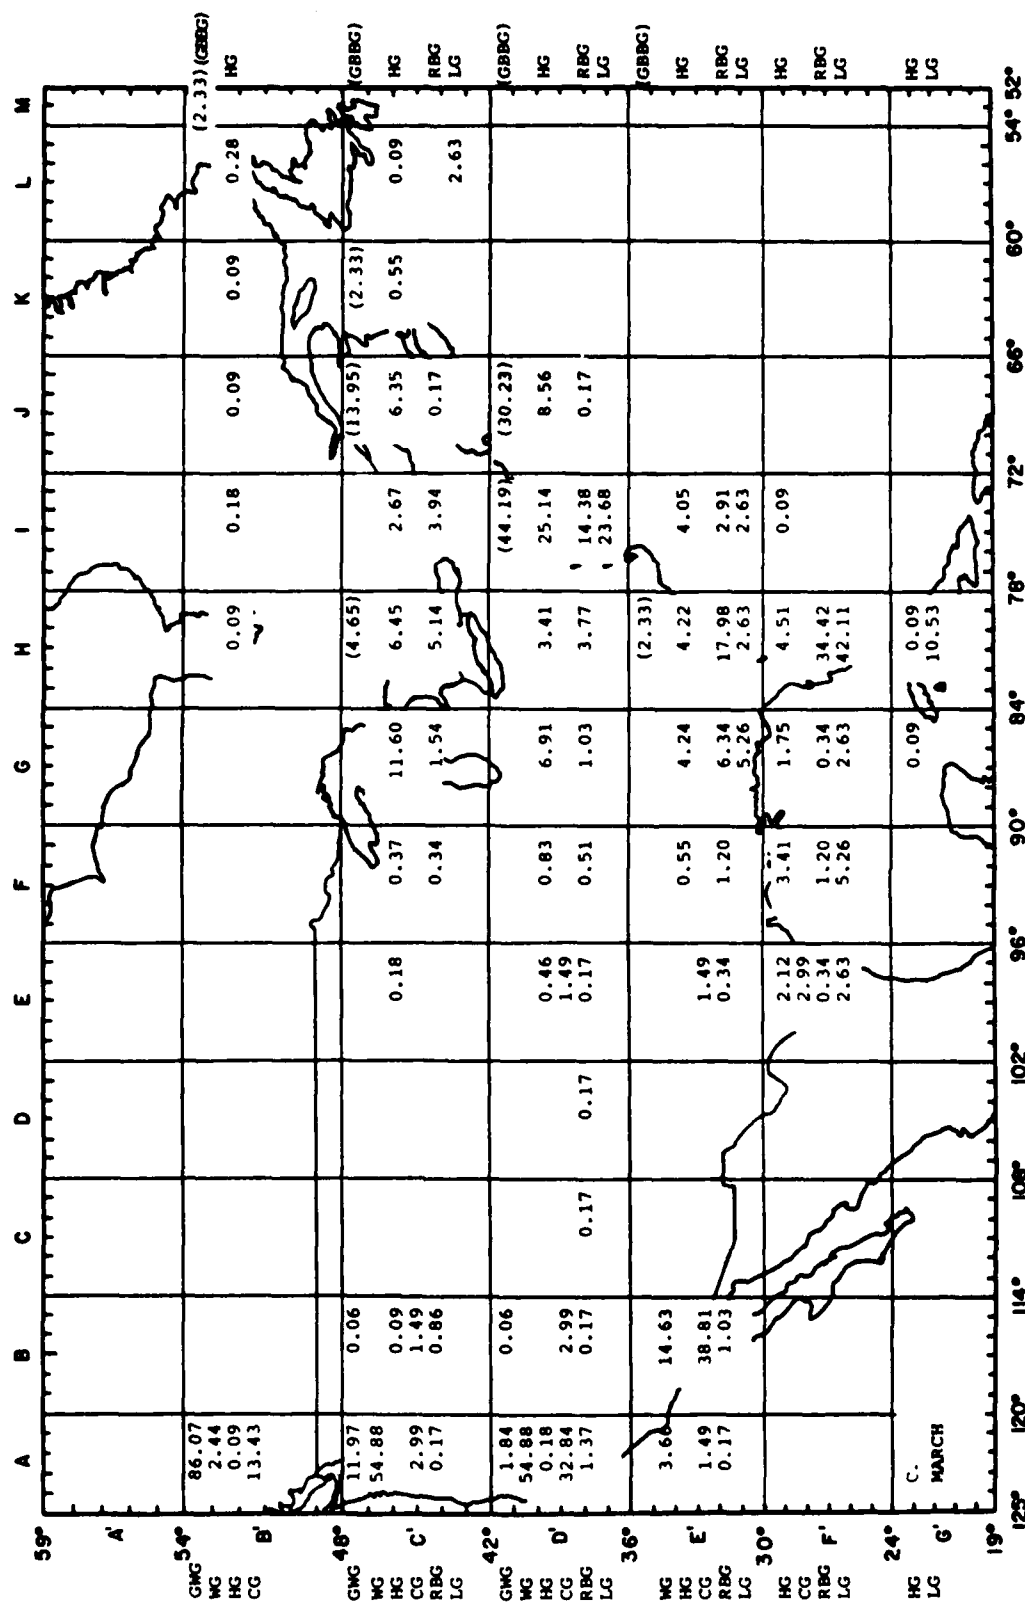 A B C D E F G H I J K L M
59°
A'
54°
GWG 86.07 (2.33) (GBBG)
WG 2.44
HG 0.09 0.09 0.18 0.09 0.09 0.28 HG
CG 13.43
B'
48°
GWG 11.97 0.06 (4.65) (13.95) (2.33) (GBBG)
WG 54.88
HG 0.09 0.18 0.37 11.60 6.45 2.67 6.35 0.55 0.09 HG
CG C' 2.99 1.49
RBG 0.17 0.86 0.34 1.54 5.14 3.94 0.17 RBG
LG 2.63 LG
42°
GWG 1.84 0.06 (44.19) (30.23) (GBBG)
WG 54.88
HG 0.18 0.46 0.83 6.91 3.41 25.14 8.56 HG
CG D' 32.84 2.99 1.49
RBG 1.37 0.17 0.17 0.17 0.17 0.51 1.03 3.77 14.38 0.17 RBG
LG 23.68 LG
36°
(2.33) (GBBG)
WG 3.66 14.63
HG 0.55 4.24 4.22 4.05 HG
CG E' 1.49 38.81 1.49
RBG 0.17 1.03 0.34 1.20 6.34 17.98 2.91 RBG
LG 5.26 2.63 2.63 LG
30°
HG 2.12 3.41 1.75 4.51 0.09 HG
CG 2.99
RBG F' 0.34 1.20 0.34 34.42 RBG
LG 2.63 5.26 2.63 42.11 LG
24°
HG C. 0.09 0.09 HG
LG G' MARCH 10.53 LG
19°
125° 120° 114° 108° 102° 96° 90° 84° 78° 72° 66° 60° 54° 52°